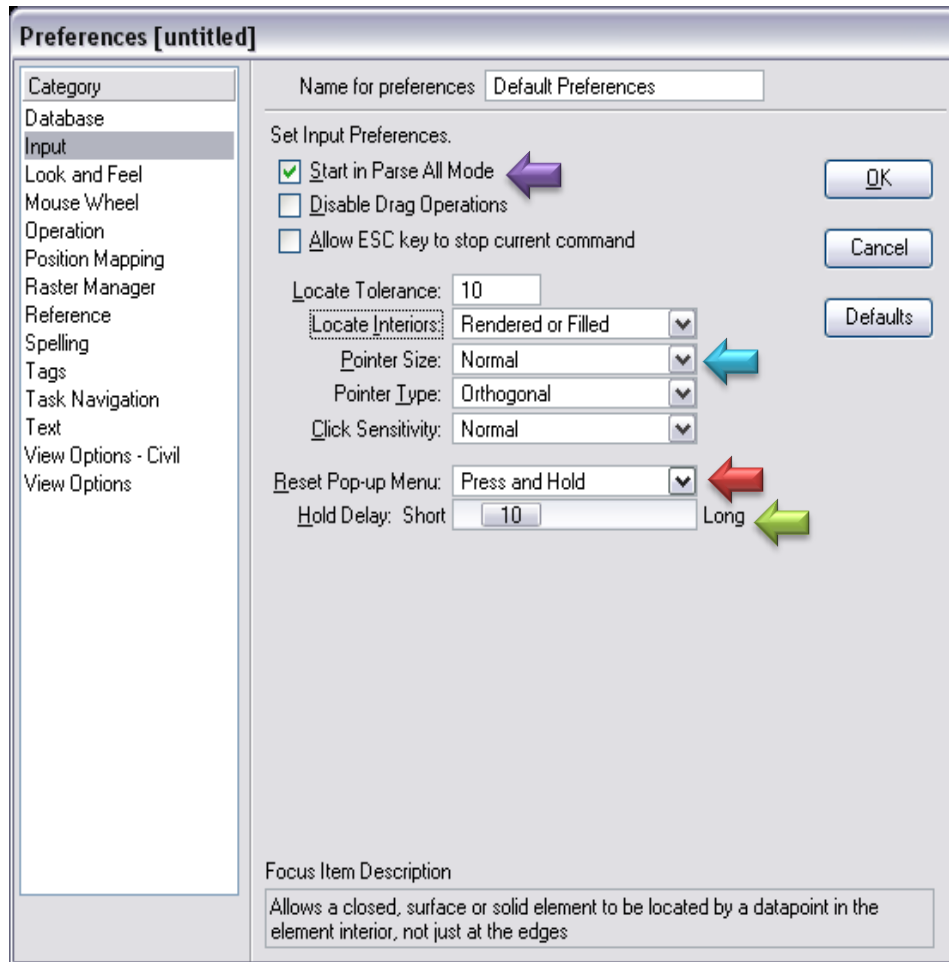 Preferences [untitled]
Category
Database
Input
Look and Feel
Mouse Wheel
Operation
Position Mapping
Raster Manager
Reference
Spelling
Tags
Task Navigation
Text
View Options - Civil
View Options
Name for preferences Default Preferences
Set Input Preferences.
Start in Parse All Mode
Disable Drag Operations
Allow ESC key to stop current command
Locate Tolerance: 10
Locate Interiors: Rendered or Filled
Pointer Size: Normal
Pointer Type: Orthogonal
Click Sensitivity: Normal
Reset Pop-up Menu: Press and Hold
Hold Delay: Short 10 Long
OK
Cancel
Defaults
Focus Item Description
Allows a closed, surface or solid element to be located by a datapoint in the
element interior, not just at the edges